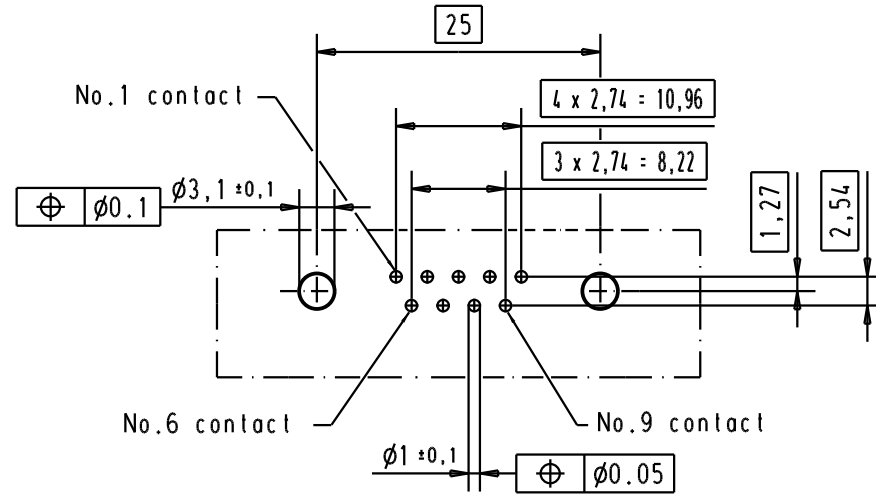 25
No.1 contact
4 x 2,74 = 10,96
3 x 2,74 = 8,22
⌖ ø0.1
ø3,1 ±0,1
1,27
2,54
No.6 contact
No.9 contact
ø1 ±0,1
⌖ ø0.05